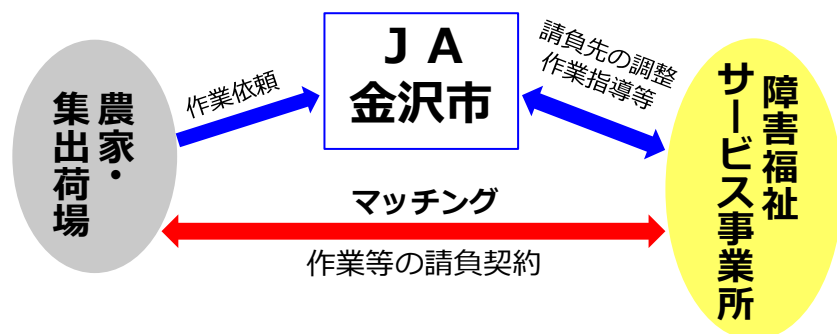 農家・
集出荷場
作業依頼
ＪＡ
金沢市
請負先の調整
作業指導等
障害福祉
サービス事業所
マッチング
作業等の請負契約